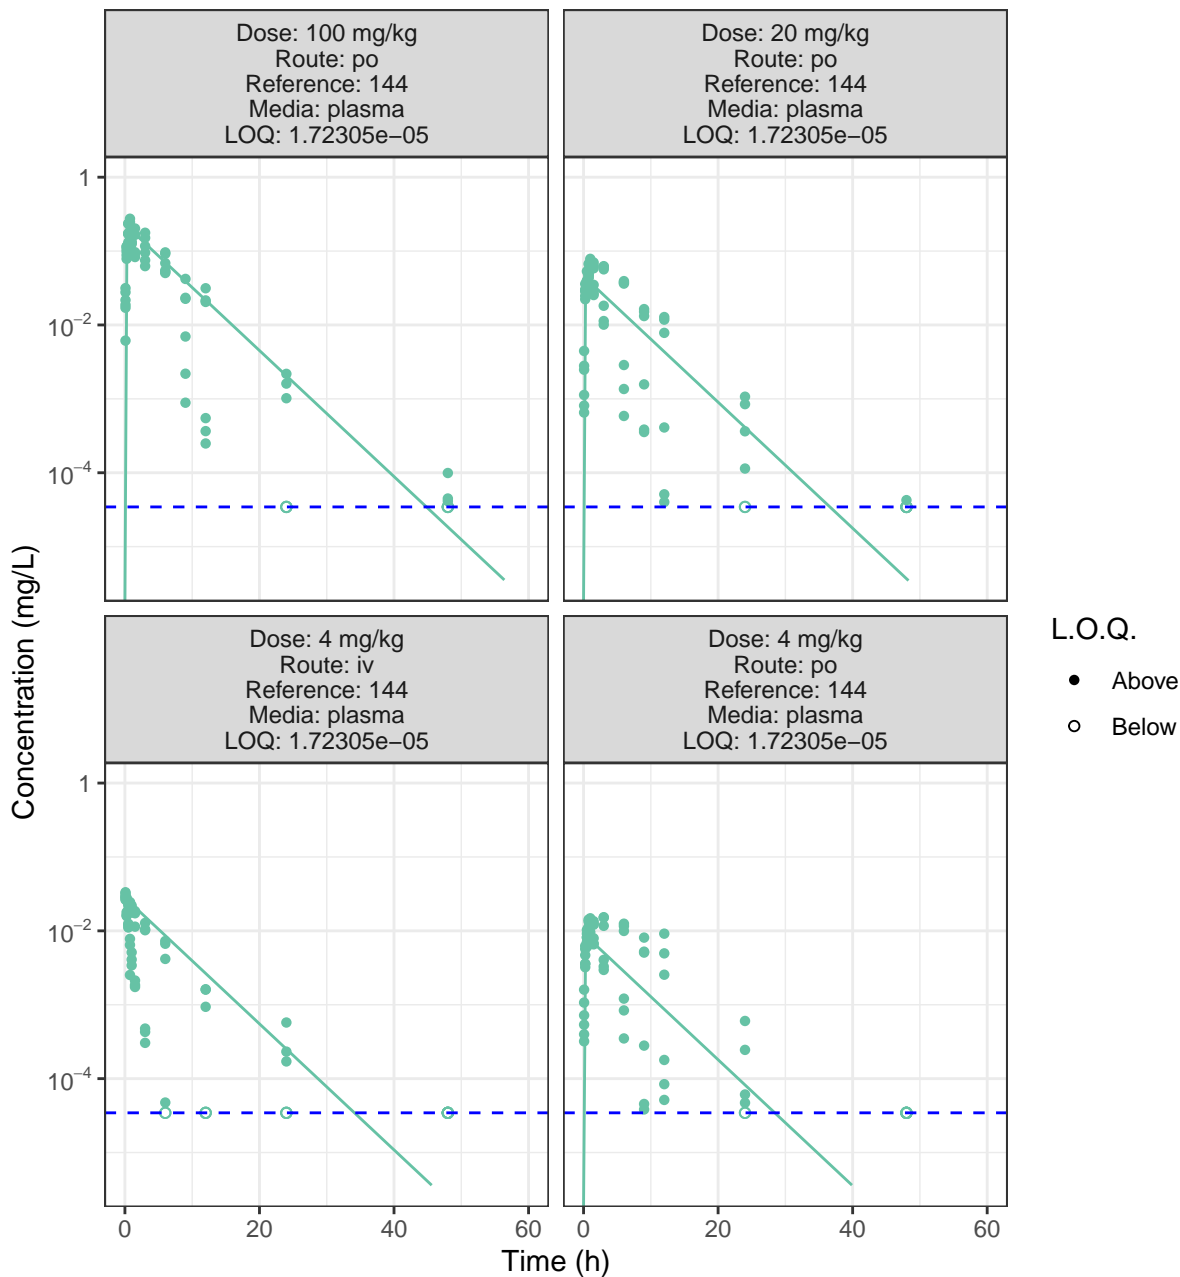 Dose: 100 mg/kg
Route: po
Reference: 144
Media: plasma
LOQ: 1.72305e−05
Dose: 20 mg/kg
Route: po
Reference: 144
Media: plasma
LOQ: 1.72305e−05
1
10⁻²
10⁻⁴
Dose: 4 mg/kg
Route: iv
Reference: 144
Media: plasma
LOQ: 1.72305e−05
Dose: 4 mg/kg
Route: po
Reference: 144
Media: plasma
LOQ: 1.72305e−05
1
10⁻²
10⁻⁴
0 20 40 60
0 20 40 60
Time (h)
Concentration (mg/L)
L.O.Q.
Above
Below